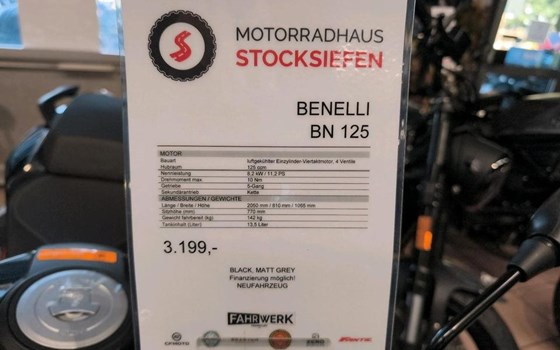 MOTORRADHAUS
STOCKSIEFEN
BENELLI
BN 125
MOTOR
Bauart luftgekühlter Einzylinder-Viertaktmotor, 4 Ventile
Hubraum 125 ccm
Nennleistung 8,2 kW / 11,2 PS
Drehmoment max 10 Nm
Getriebe 5-Gang
Sekundärantrieb Kette
ABMESSUNGEN / GEWICHTE
Länge / Breite / Höhe 2050 mm / 810 mm / 1055 mm
Sitzhöhe (mm) 770 mm
Gewicht fahrbereit (kg) 142 kg
Tankinhalt (Liter) 13,5 Liter
3.199,-
BLACK, MATT GREY
Finanzierung möglich!
NEUFAHRZEUG
FAHRWERK
CFMOTO ZERO FANTIC